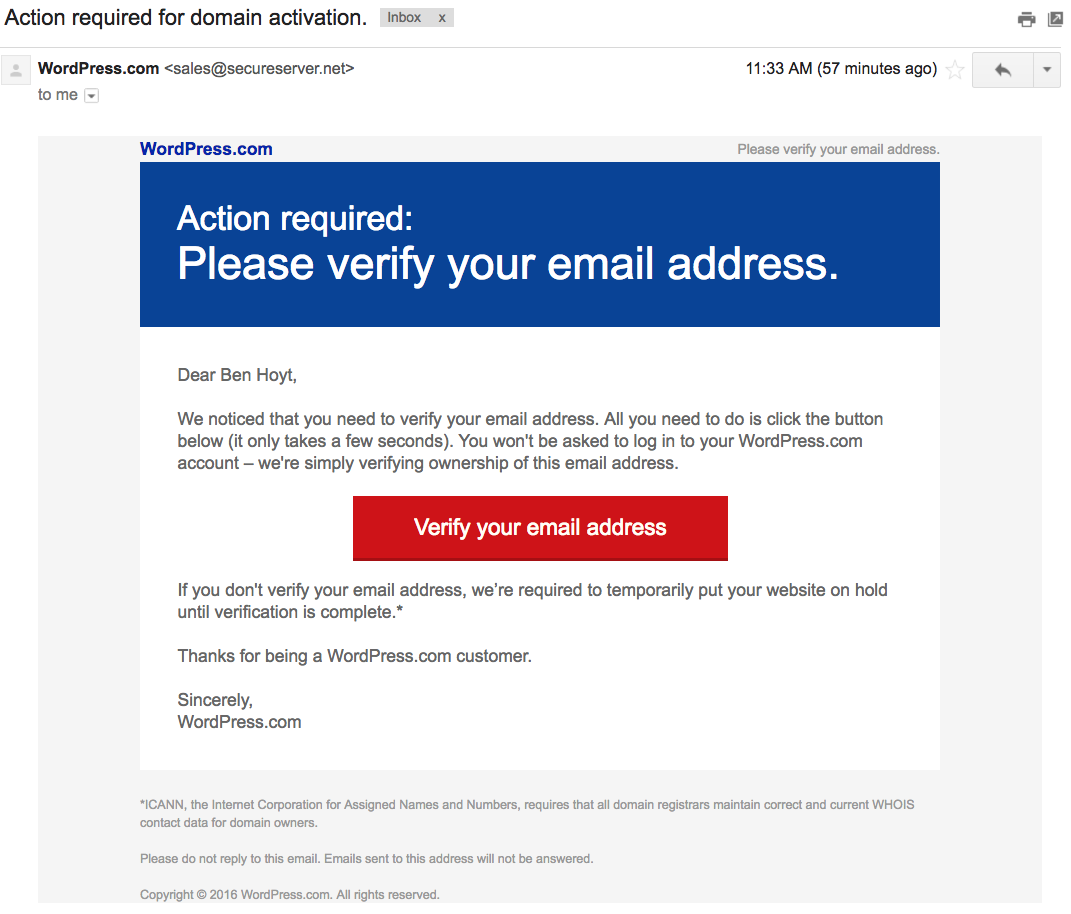 Action required for domain activation. Inbox x
WordPress.com <sales@secureserver.net> 11:33 AM (57 minutes ago)
to me
WordPress.com Please verify your email address.
Action required:
Please verify your email address.
Dear Ben Hoyt,
We noticed that you need to verify your email address. All you need to do is click the button
below (it only takes a few seconds). You won't be asked to log in to your WordPress.com
account – we're simply verifying ownership of this email address.
Verify your email address
If you don't verify your email address, we’re required to temporarily put your website on hold
until verification is complete.*
Thanks for being a WordPress.com customer.
Sincerely,
WordPress.com
*ICANN, the Internet Corporation for Assigned Names and Numbers, requires that all domain registrars maintain correct and current WHOIS
contact data for domain owners.
Please do not reply to this email. Emails sent to this address will not be answered.
Copyright © 2016 WordPress.com. All rights reserved.